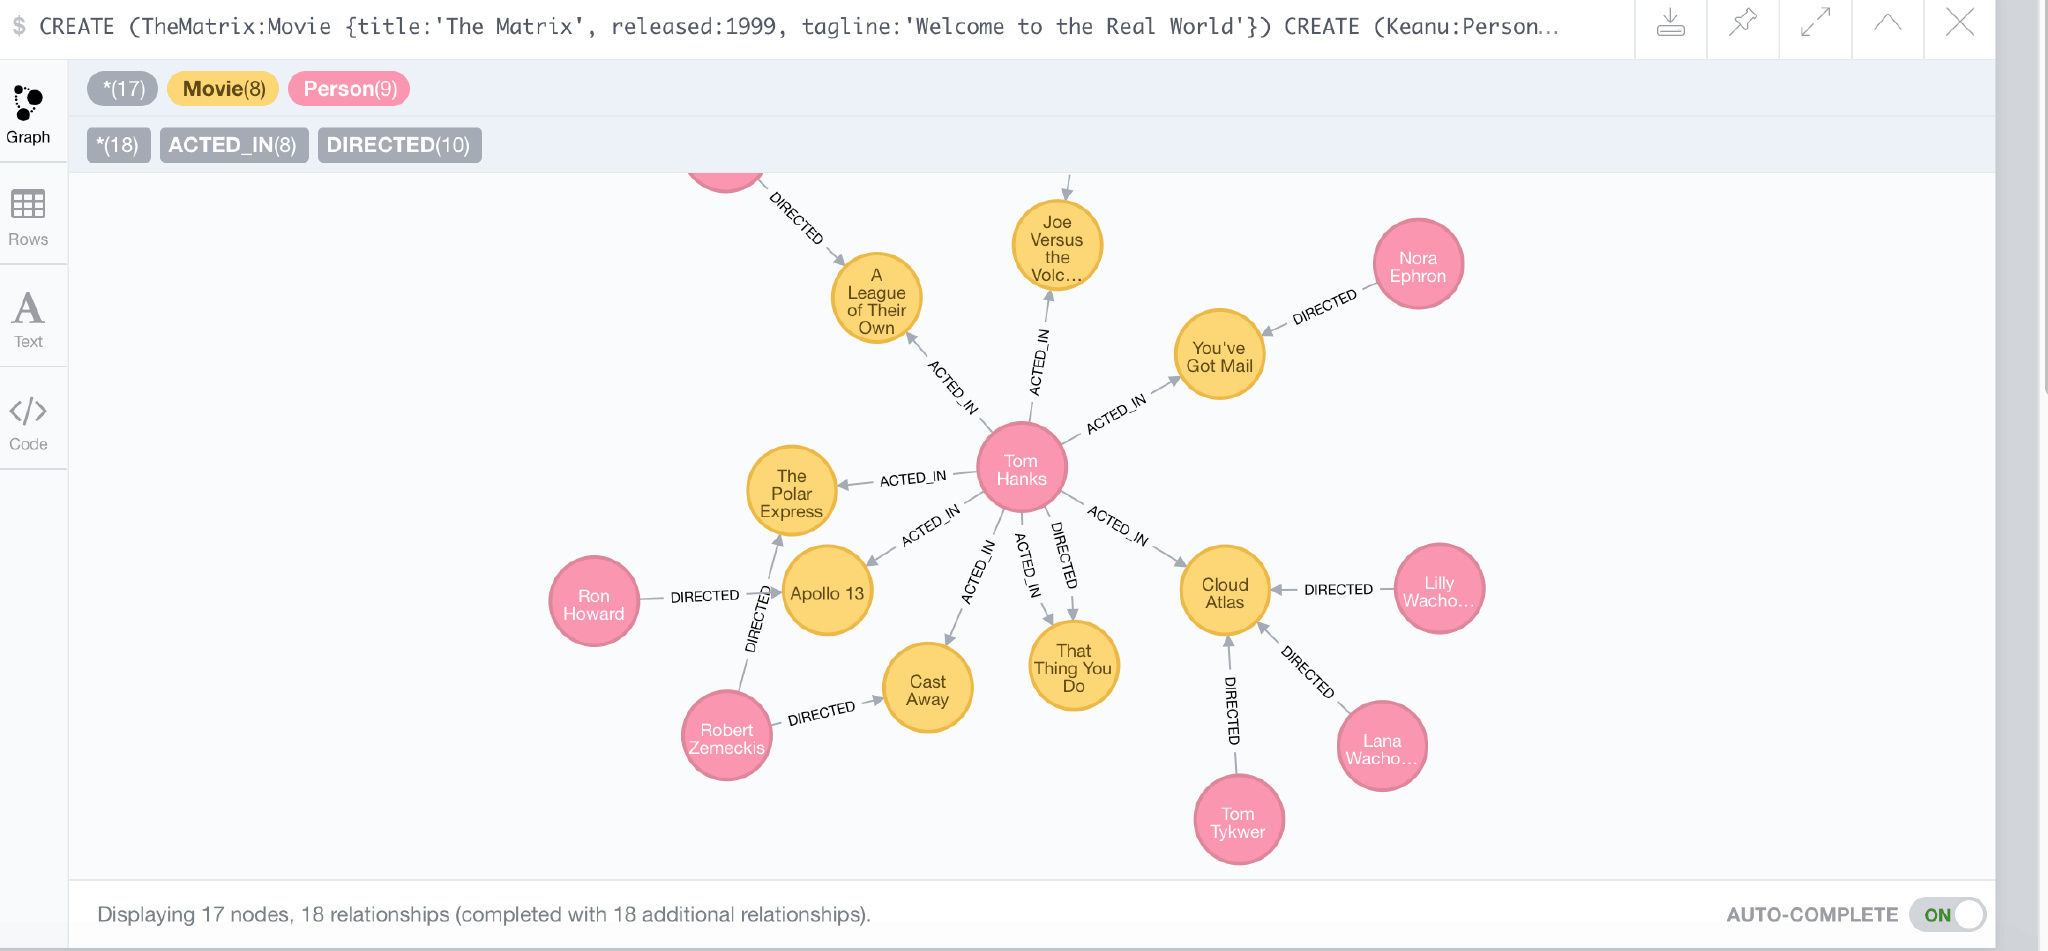 $ CREATE (TheMatrix:Movie {title:'The Matrix', released:1999, tagline:'Welcome to the Real World'}) CREATE (Keanu:Person...
*(17) Movie(8) Person(9)
*(18) ACTED_IN(8) DIRECTED(10)
Graph
Rows
Text
Code
DIRECTED
Joe
Versus
the
Volc...
Nora
Ephron
A
League
of Their
Own
DIRECTED
You've
Got Mail
ACTED_IN
ACTED_IN
ACTED_IN
Tom
Hanks
The
Polar
Express
ACTED_IN
ACTED_IN
ACTED_IN
ACTED_IN
DIRECTED
ACTED_IN
Ron
Howard
DIRECTED
DIRECTED
Apollo 13
Cloud
Atlas
DIRECTED
Lilly
Wacho...
That
Thing You
Do
Cast
Away
DIRECTED
DIRECTED
DIRECTED
Robert
Zemeckis
Lana
Wacho...
Tom
Tykwer
Displaying 17 nodes, 18 relationships (completed with 18 additional relationships).
AUTO-COMPLETE ON